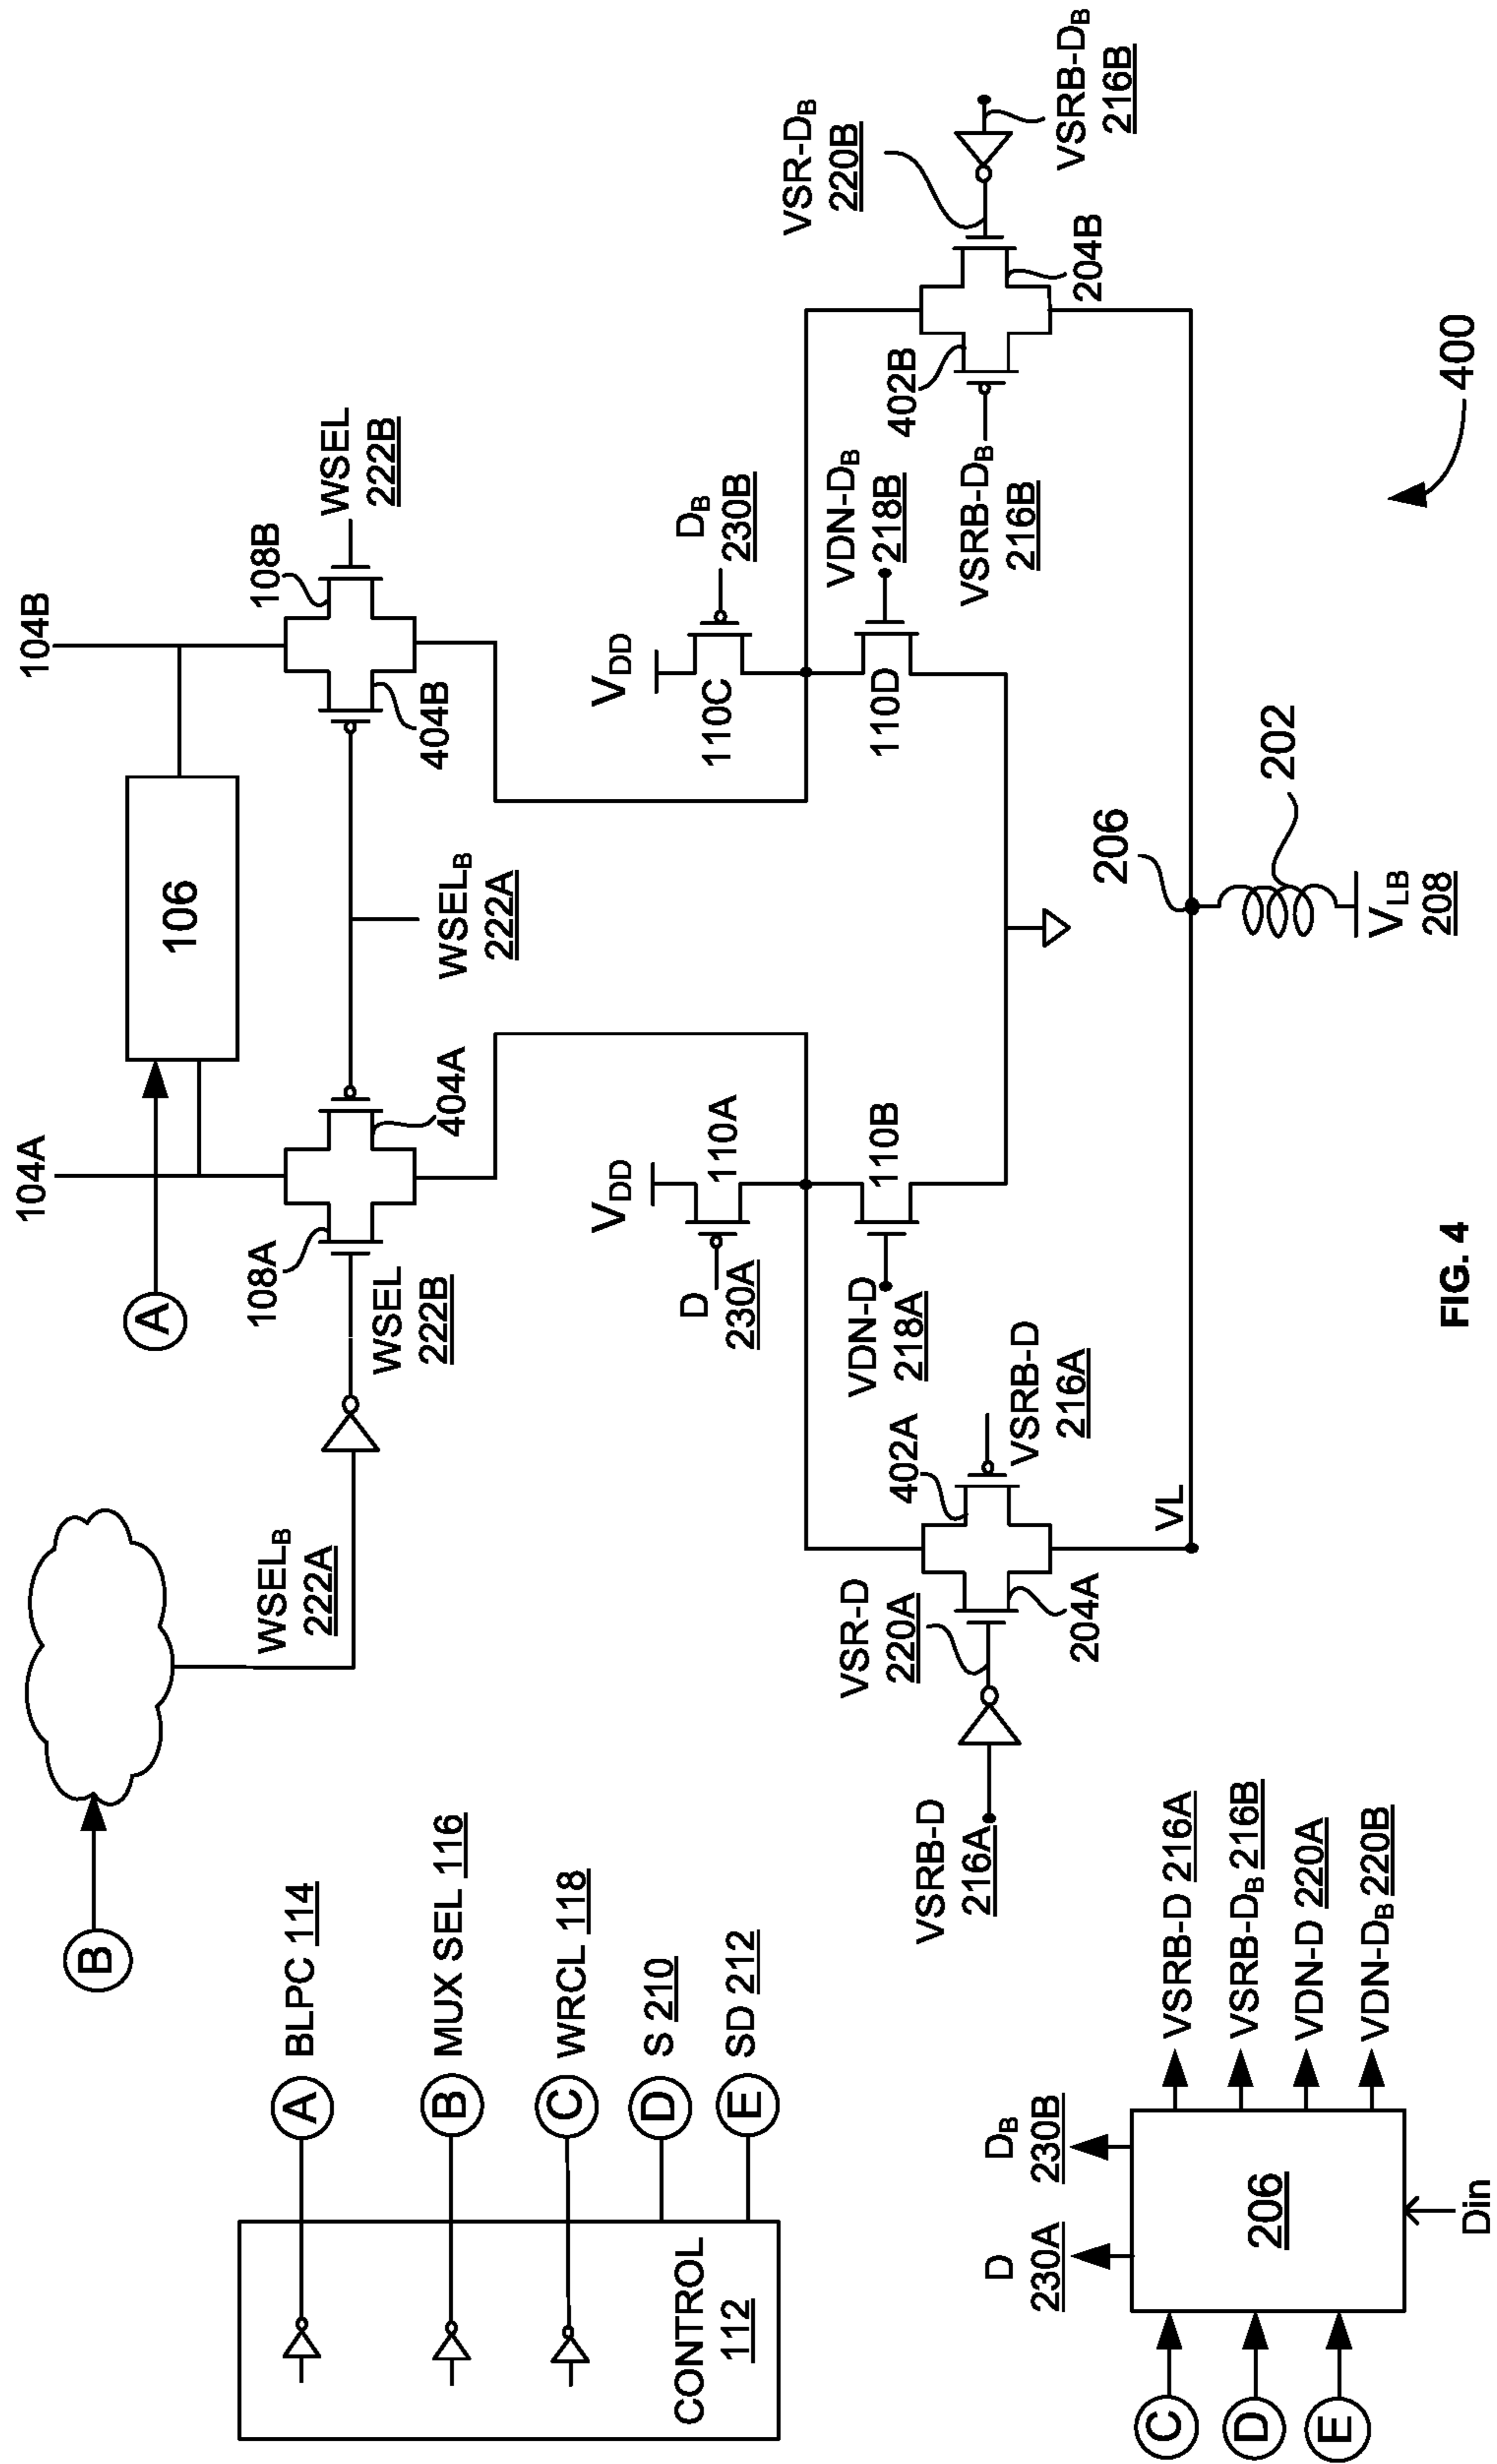 104A
104B
A
106
B
108A
404A
404B
108B
WSEL
222B
WSEL
222B
WSELB
222A
WSELB
222A
BLPC 114
A
MUX SEL 116
B
WRCL 118
C
S 210
D
SD 212
E
CONTROL
112
VDD
110A
D
230A
VDD
110C
DB
230B
VDN-D
218A
110B
110D
VDN-DB
218B
VSR-D
220A
402A
VSRB-D
216A
VSRB-D
216A
204A
VL
VSR-DB
220B
402B
VSRB-DB
216B
VSRB-DB
216B
204B
206
202
VLB
208
D
230A
DB
230B
C
D
E
206
Din
VSRB-D 216A
VSRB-DB 216B
VDN-D 220A
VDN-DB 220B
400
FIG. 4